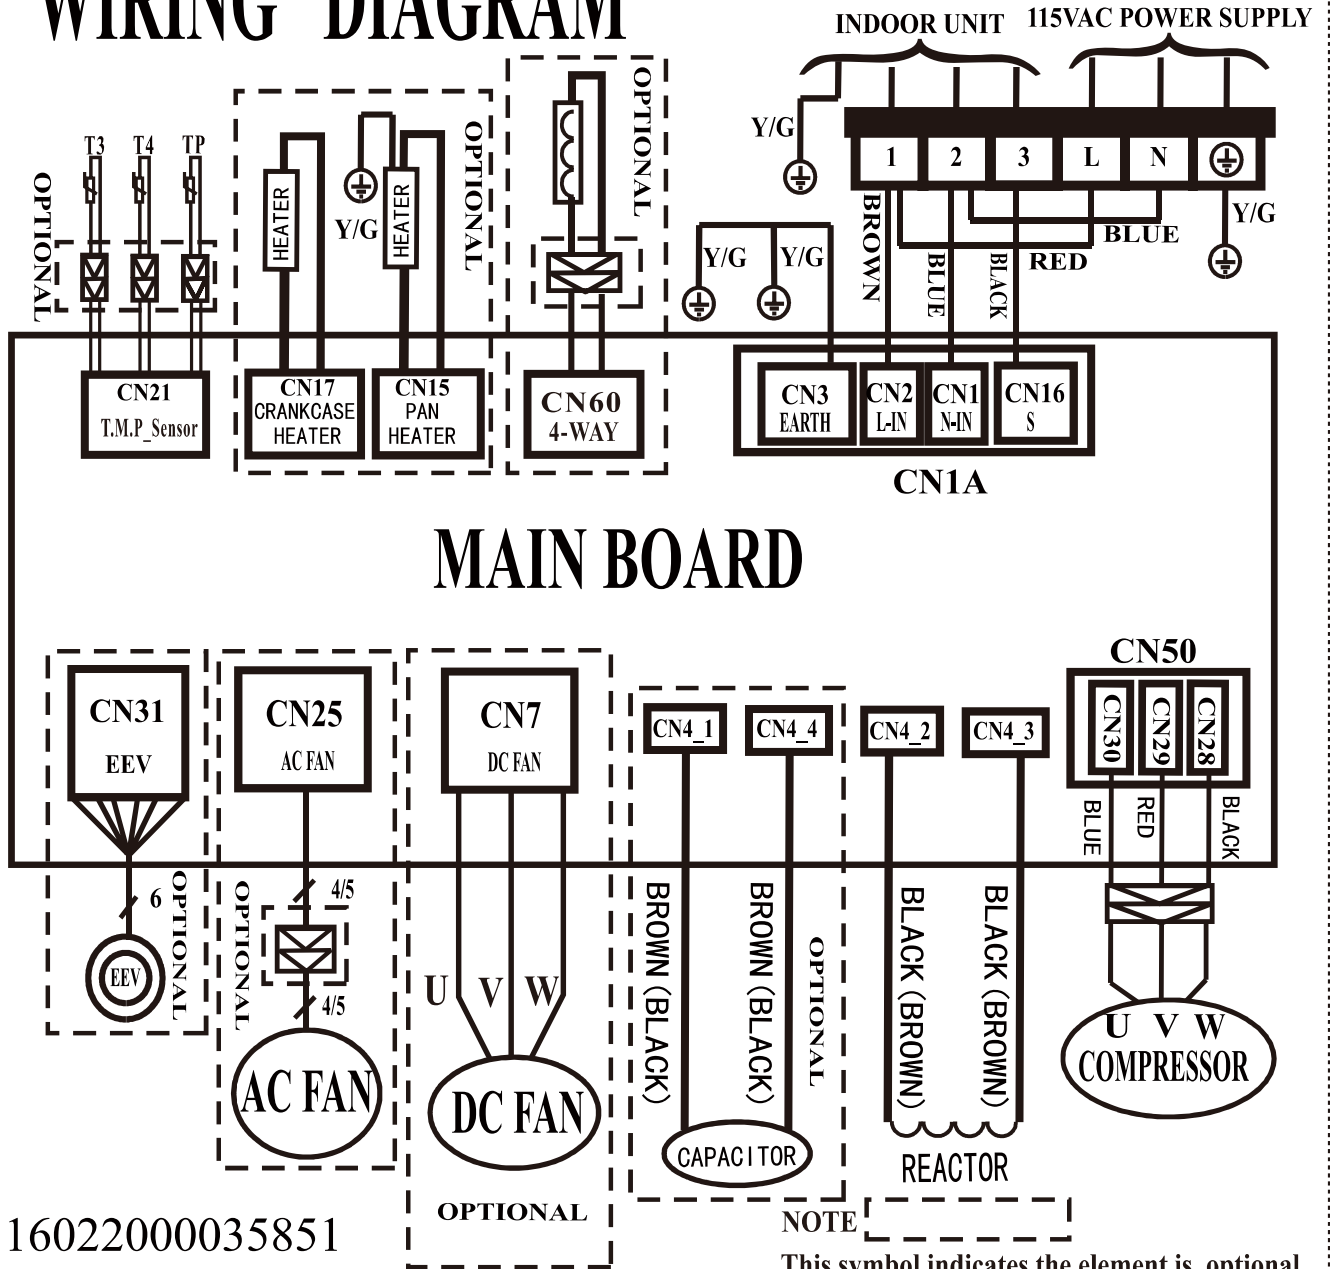 WIRING DIAGRAM
INDOOR UNIT
115VAC POWER SUPPLY
Y/G
1 2 3 L N
Y/G
BROWN
BLUE
BLACK
BLUE
RED
T3 T4 TP
OPTIONAL
HEATER
Y/G
HEATER
OPTIONAL
OPTIONAL
Y/G
Y/G
CN21
T.M.P_Sensor
CN17
CRANKCASE
HEATER
CN15
PAN
HEATER
CN60
4-WAY
CN3
EARTH
CN2
L-IN
CN1
N-IN
CN16
S
CN1A
MAIN BOARD
CN31
EEV
CN25
AC FAN
CN7
DC FAN
CN4_1
CN4_4
CN4_2
CN4_3
CN50
CN30
CN29
CN28
BLUE
RED
BLACK
6
OPTIONAL
EEV
4/5
OPTIONAL
4/5
AC FAN
U V W
DC FAN
OPTIONAL
BROWN(BLACK)
BROWN(BLACK)
OPTIONAL
CAPACITOR
BLACK(BROWN)
BLACK(BROWN)
REACTOR
U V W
COMPRESSOR
16022000035851
NOTE
This symbol indicates the element is optional